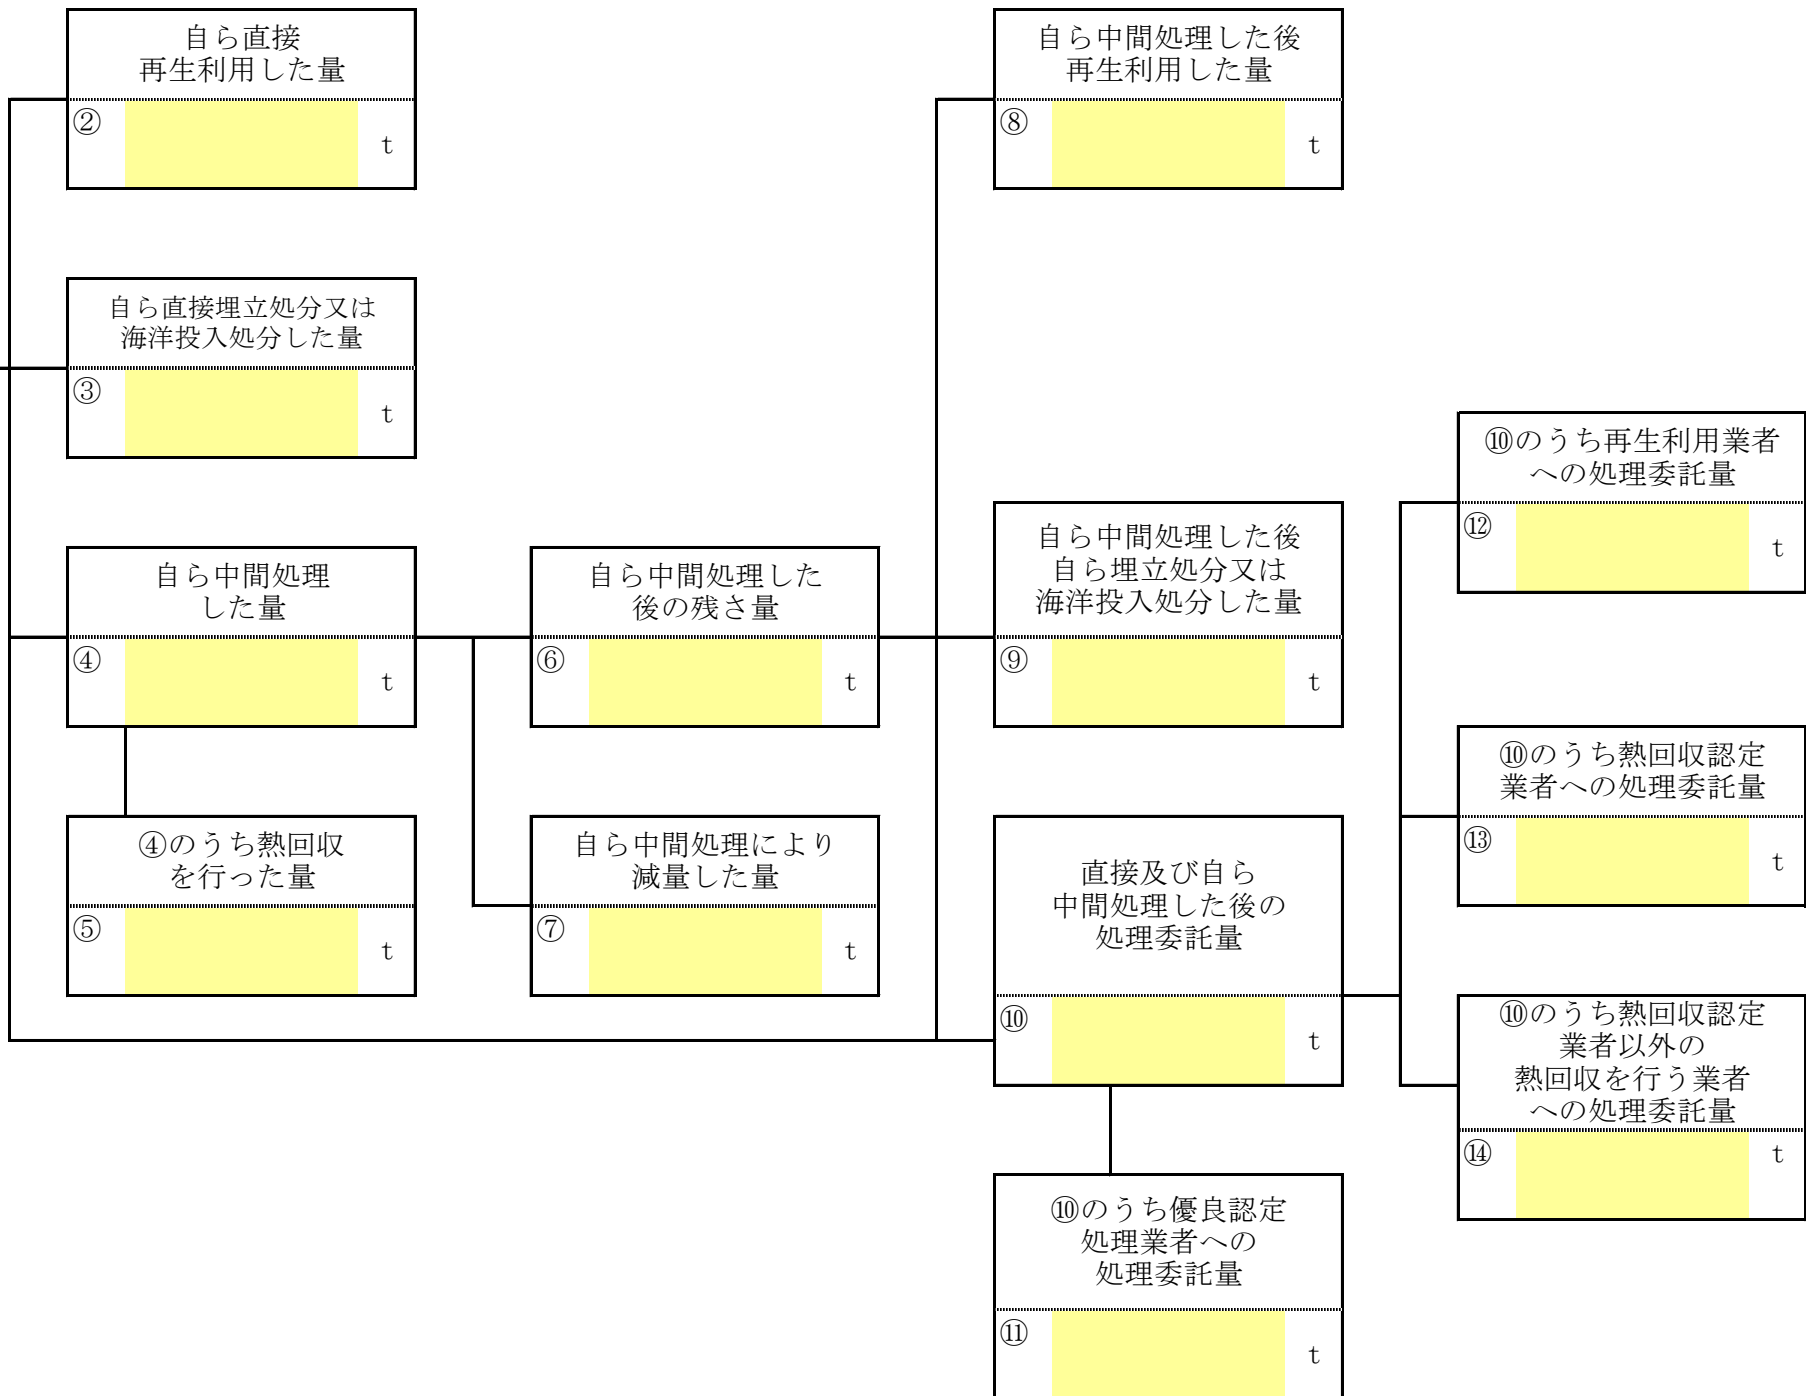 自ら直接
再生利用した量
②
t
自ら直接埋立処分又は
海洋投入処分した量
③
t
自ら中間処理
した量
④
t
④のうち熱回収
を行った量
⑤
t
自ら中間処理した
後の残さ量
⑥
t
自ら中間処理により
減量した量
⑦
t
自ら中間処理した後
再生利用した量
⑧
t
自ら中間処理した後
自ら埋立処分又は
海洋投入処分した量
⑨
t
直接及び自ら
中間処理した後の
処理委託量
⑩
t
⑩のうち優良認定
処理業者への
処理委託量
⑪
t
⑩のうち再生利用業者
への処理委託量
⑫
t
⑩のうち熱回収認定
業者への処理委託量
⑬
t
⑩のうち熱回収認定
業者以外の
熱回収を行う業者
への処理委託量
⑭
t